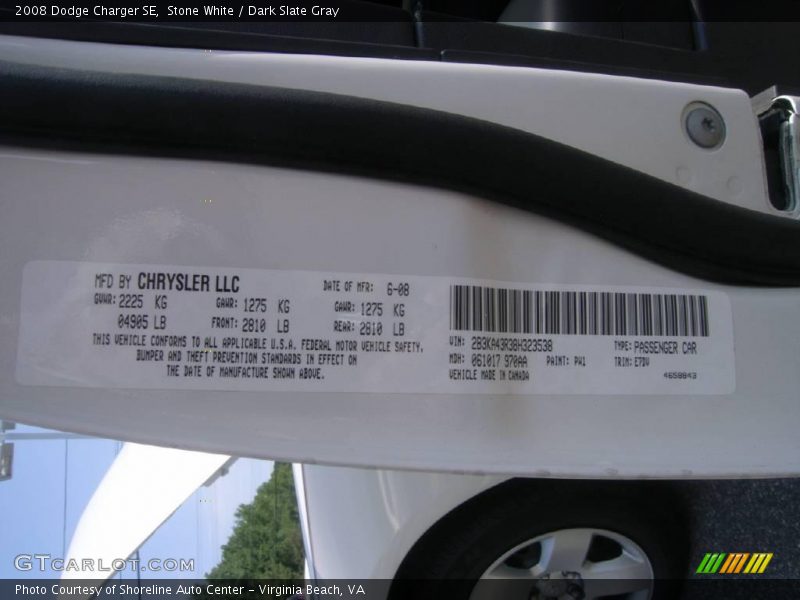 2008 Dodge Charger SE,  Stone White / Dark Slate Gray
MFD BY CHRYSLER LLC
DATE OF MFR: 6-08
GVWR: 2225 KG GAWR: 1275 KG GAWR: 1275 KG
04905 LB FRONT: 2810 LB REAR: 2810 LB
THIS VEHICLE CONFORMS TO ALL APPLICABLE U.S.A. FEDERAL MOTOR VEHICLE SAFETY,
BUMPER AND THEFT PREVENTION STANDARDS IN EFFECT ON
THE DATE OF MANUFACTURE SHOWN ABOVE.
VIN: 2B3KA43R38H323538 TYPE: PASSENGER CAR
MDH: 061017 970AA PAINT: PW1 TRIM: E7DV
VEHICLE MADE IN CANADA 4658843
GTCarLot.com
Photo Courtesy of Shoreline Auto Center - Virginia Beach, VA